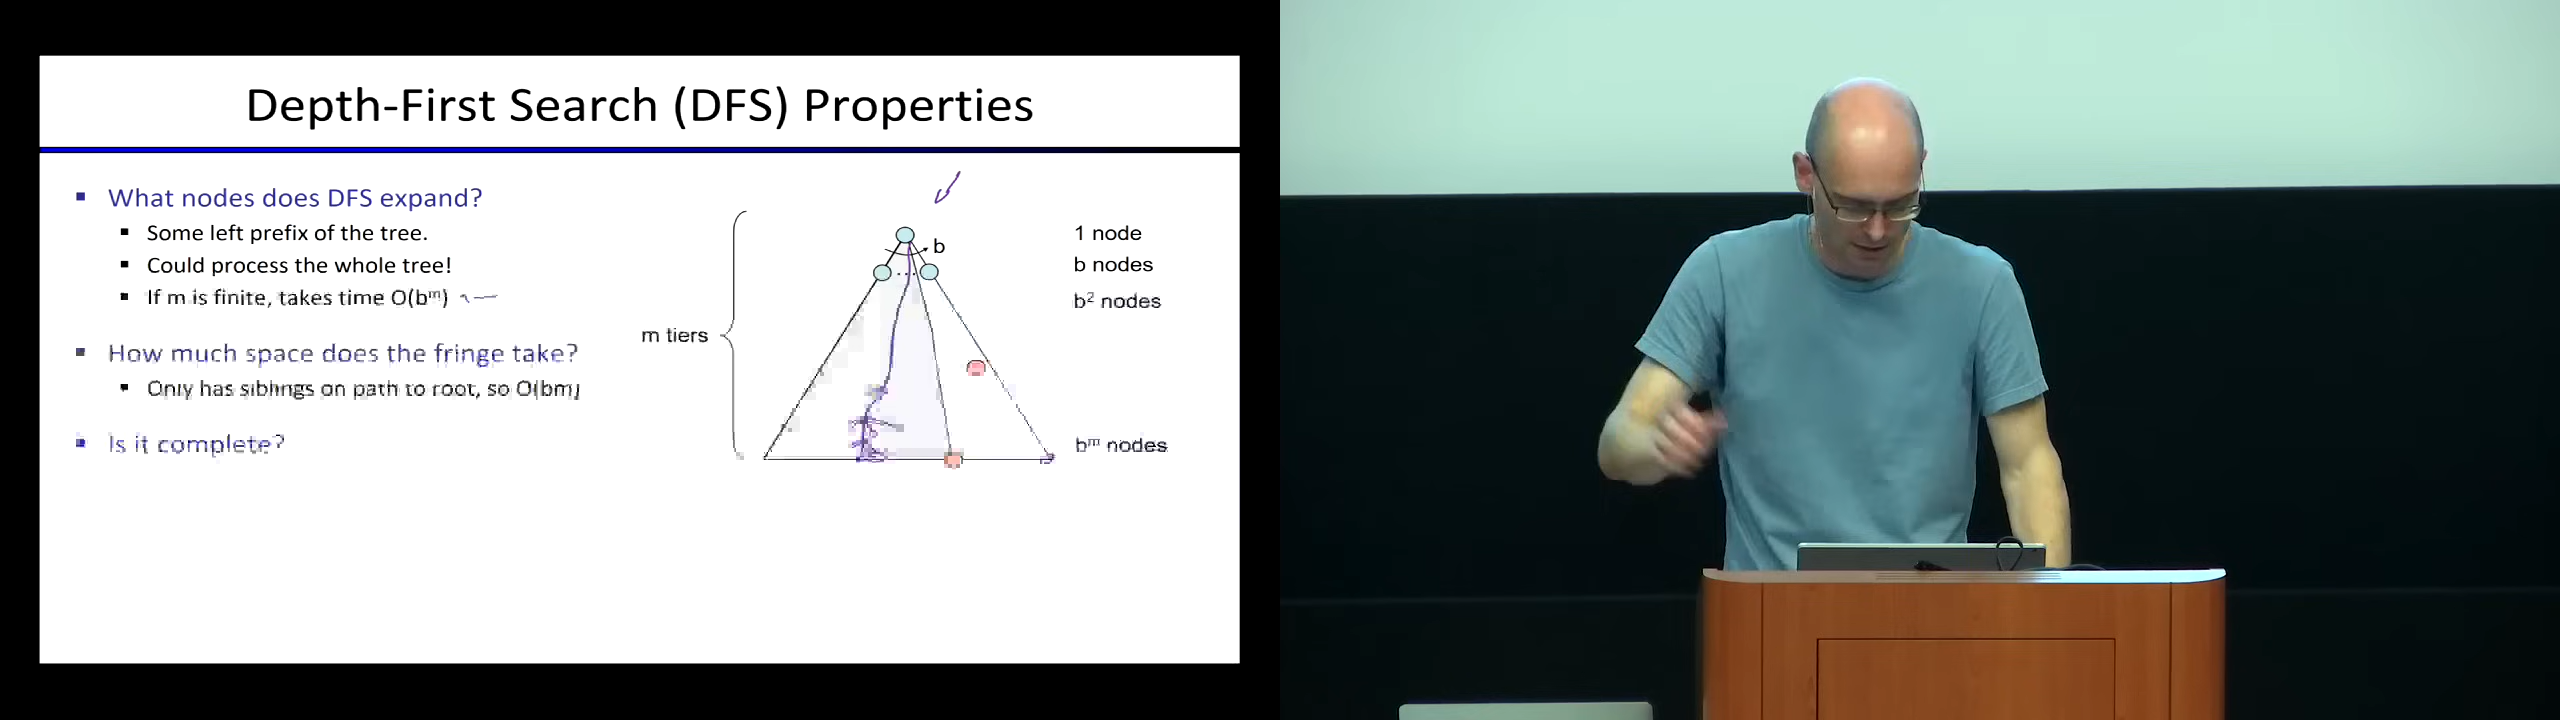 Depth-First Search (DFS) Properties
▪ What nodes does DFS expand?
▪ Some left prefix of the tree.
▪ Could process the whole tree!
▪ If m is finite, takes time O(bᵐ)
▪ How much space does the fringe take?
▪ Only has siblings on path to root, so O(bm)
▪ Is it complete?
m tiers
b
...
1 node
b nodes
b² nodes
bᵐ nodes